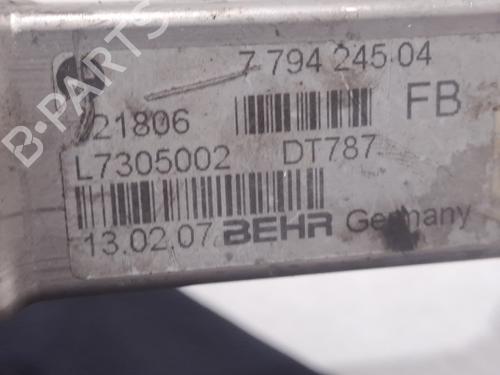 B-PARTS
7 794 245.04
21806
FB
L7305002 DT787
13.02.07 BEHR Germany